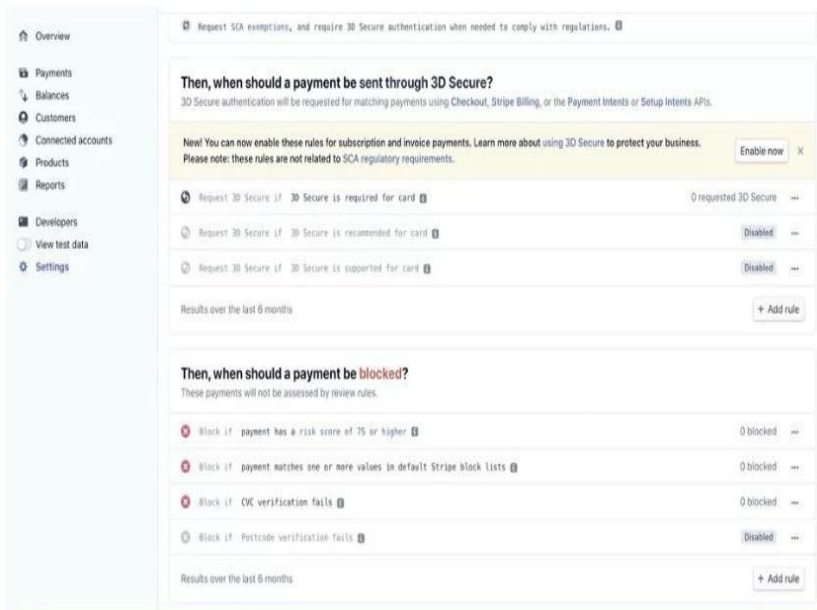 Overview
Payments
Balances
Customers
Connected accounts
Products
Reports
Developers
View test data
Settings
Request SCA exemptions, and require 3D Secure authentication when needed to comply with regulations.
Then, when should a payment be sent through 3D Secure?
3D Secure authentication will be requested for matching payments using Checkout, Stripe Billing, or the Payment Intents or Setup Intents APIs.
New! You can now enable these rules for subscription and invoice payments. Learn more about using 3D Secure to protect your business.
Please note: these rules are not related to SCA regulatory requirements.
Enable now
Request 3D Secure if 3D Secure is required for card
0 requested 3D Secure
Request 3D Secure if 3D Secure is recommended for card
Disabled
Request 3D Secure if 3D Secure is supported for card
Disabled
Results over the last 6 months
+ Add rule
Then, when should a payment be blocked?
These payments will not be assessed by review rules.
Block if payment has a risk score of 75 or higher
0 blocked
Block if payment matches one or more values in default Stripe block lists
0 blocked
Block if CVC verification fails
0 blocked
Block if Postcode verification fails
Disabled
Results over the last 6 months
+ Add rule